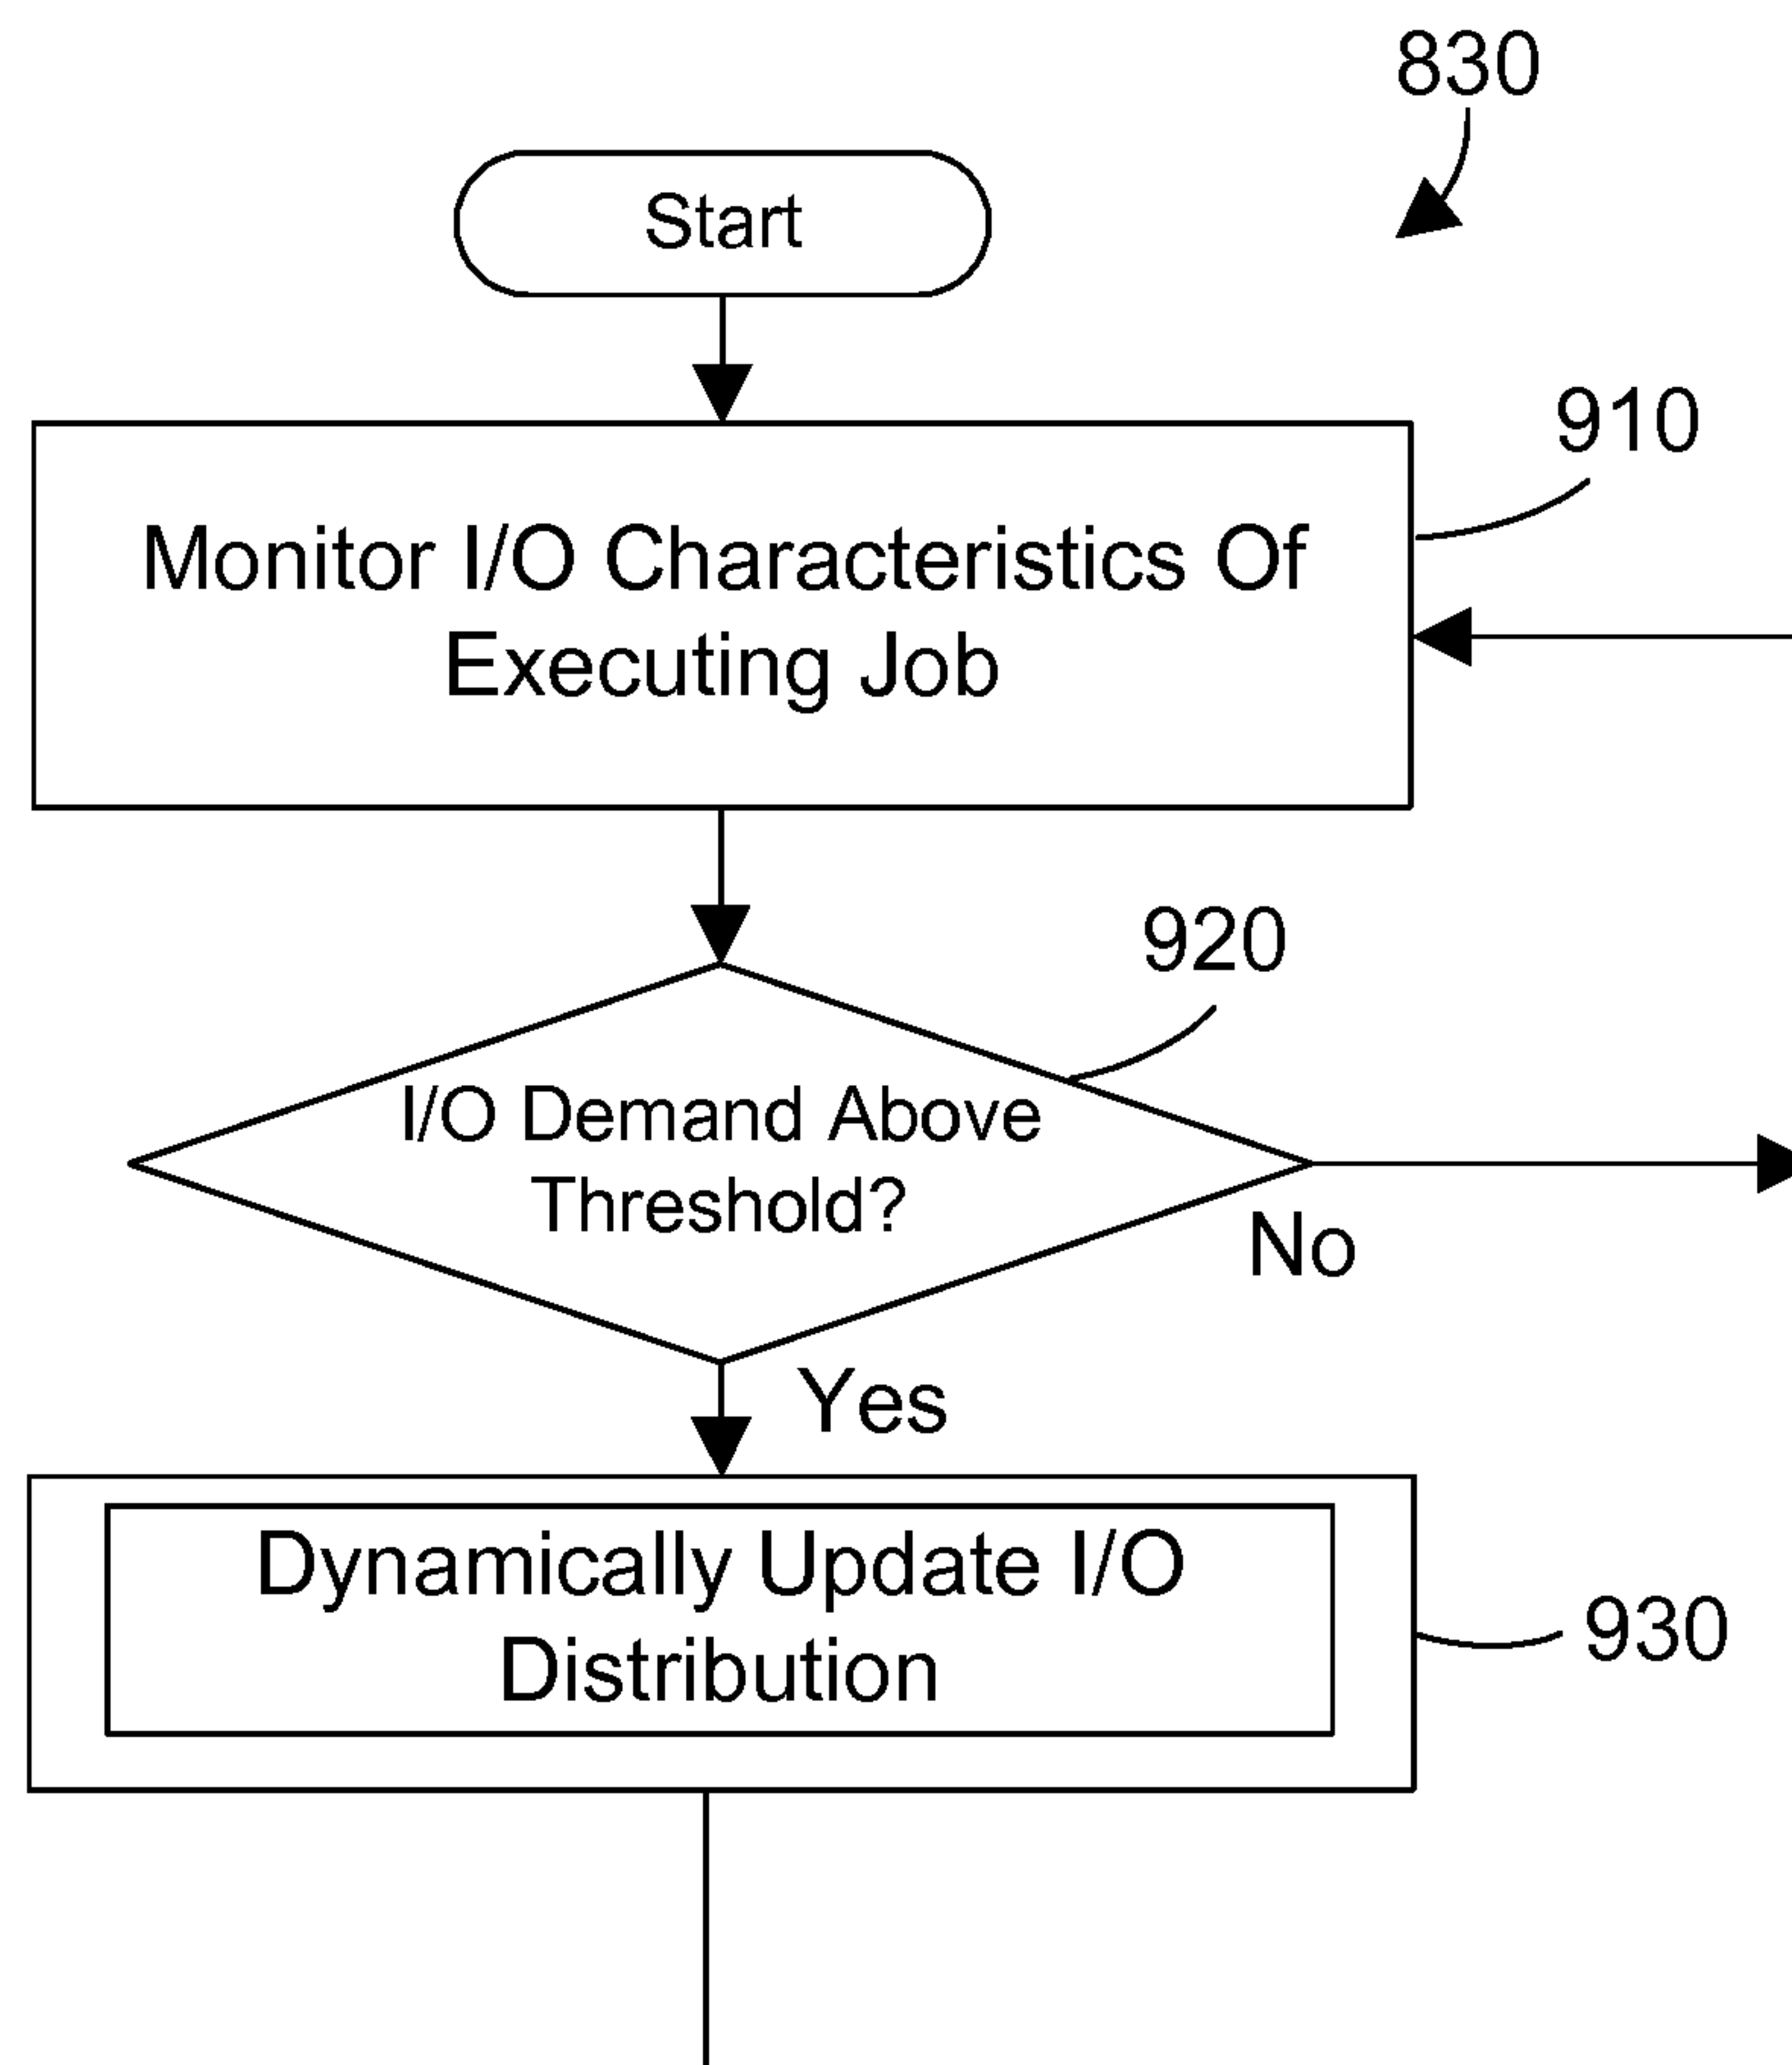 830
Start
910
Monitor I/O Characteristics Of
Executing Job
920
I/O Demand Above
Threshold?
No
Yes
Dynamically Update I/O
Distribution
930